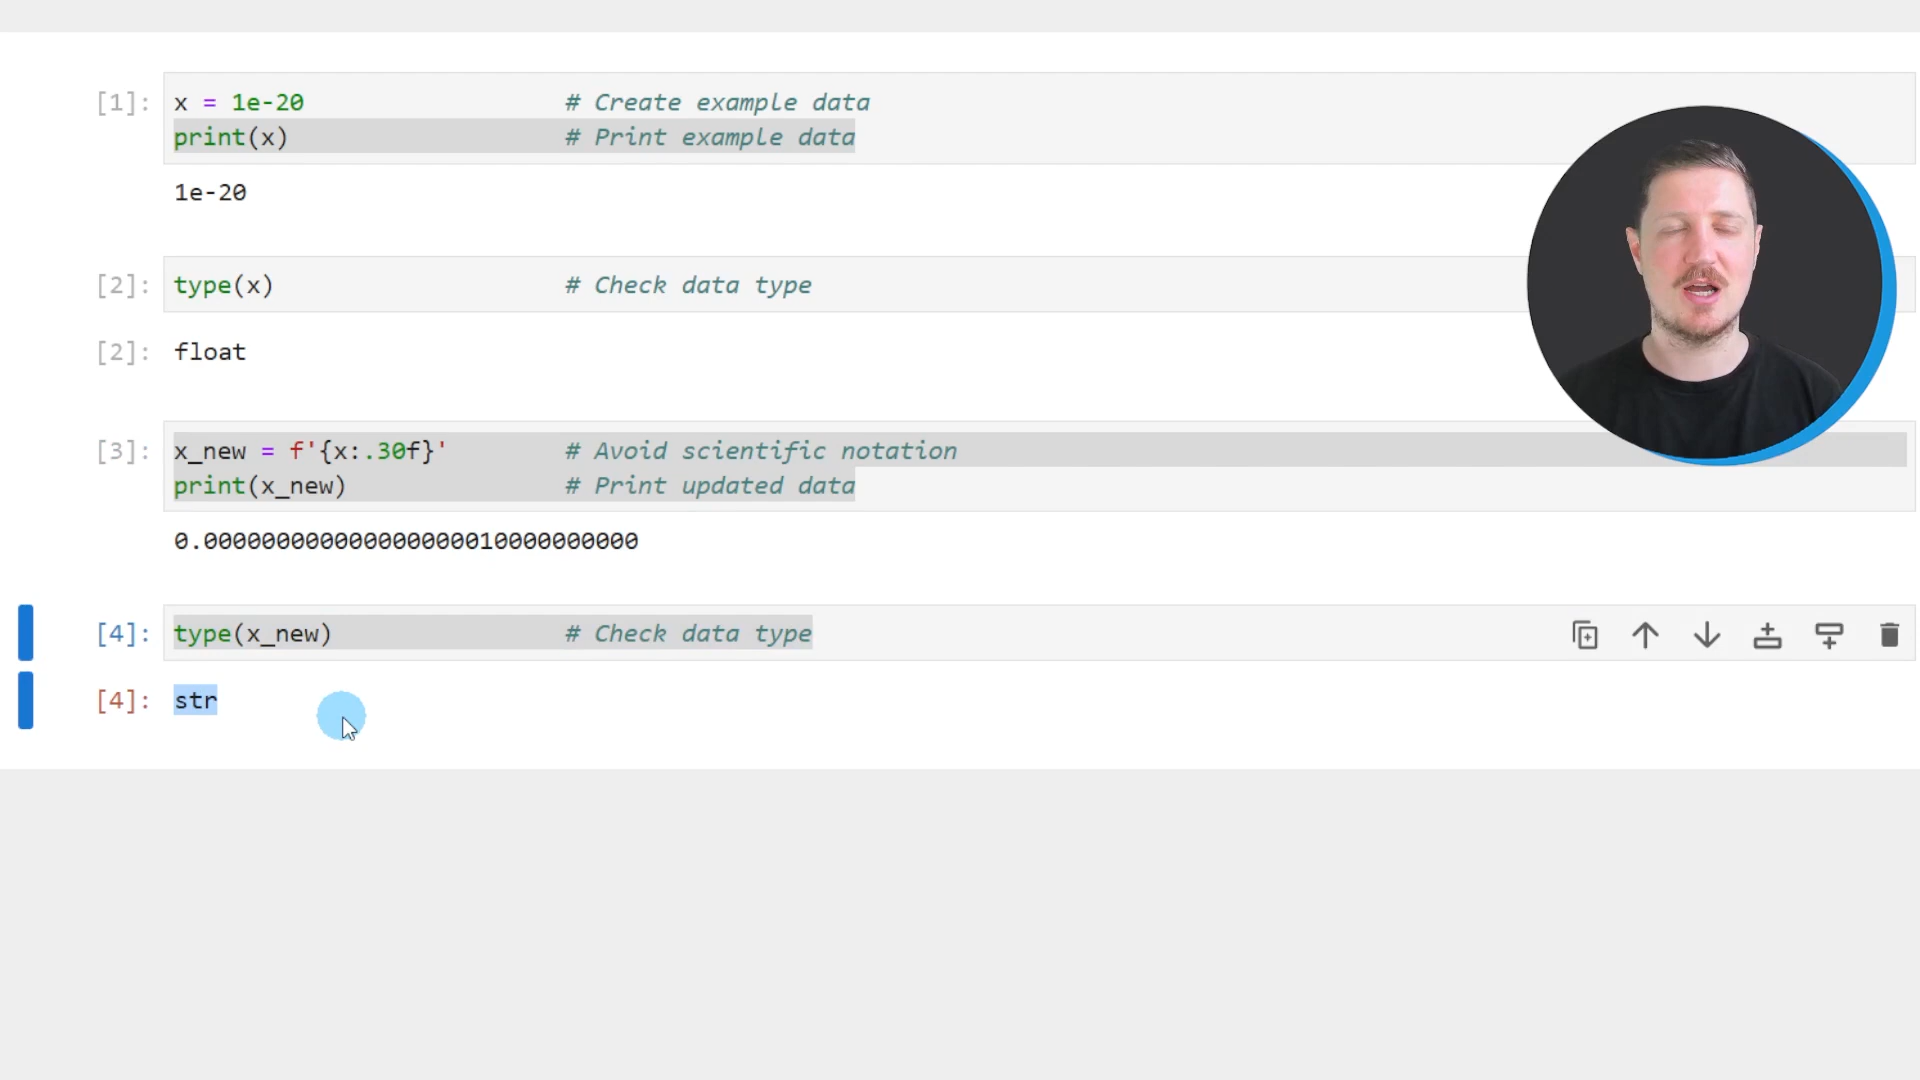 [1]: x = 1e-20 # Create example data
print(x) # Print example data
1e-20
[2]: type(x) # Check data type
[2]: float
[3]: x_new = f'{x:.30f}' # Avoid scientific notation
print(x_new) # Print updated data
0.000000000000000000010000000000
[4]: type(x_new) # Check data type
[4]: str